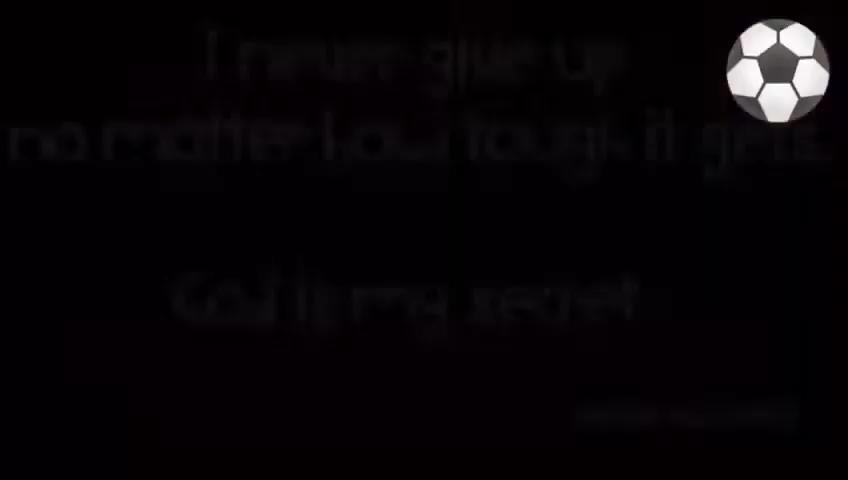 I never give up
no matter how tough it gets.
God is my secret